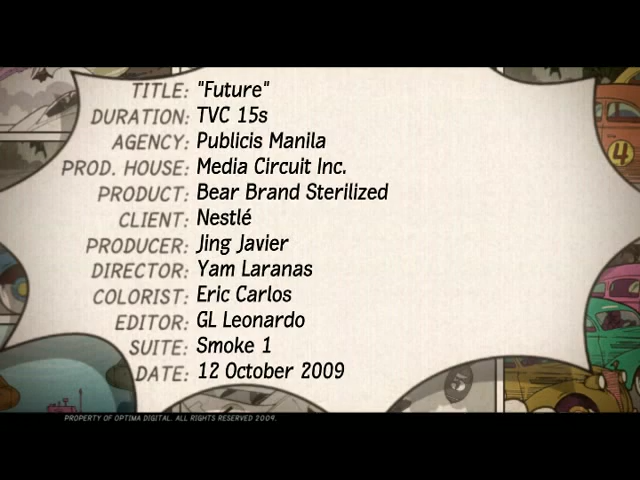 TITLE: "Future"
DURATION: TVC 15s
AGENCY: Publicis Manila
PROD. HOUSE: Media Circuit Inc.
PRODUCT: Bear Brand Sterilized
CLIENT: Nestlé
PRODUCER: Jing Javier
DIRECTOR: Yam Laranas
COLORIST: Eric Carlos
EDITOR: GL Leonardo
SUITE: Smoke 1
DATE: 12 October 2009
4
PROPERTY OF OPTIMA DIGITAL. ALL RIGHTS RESERVED 2009.